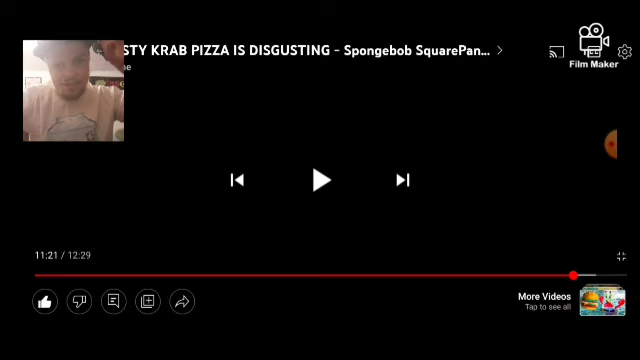 STY KRAB PIZZA IS DISGUSTING - Spongebob SquarePan...
Film Maker
11:21 / 12:29
More Videos
Tap to see all